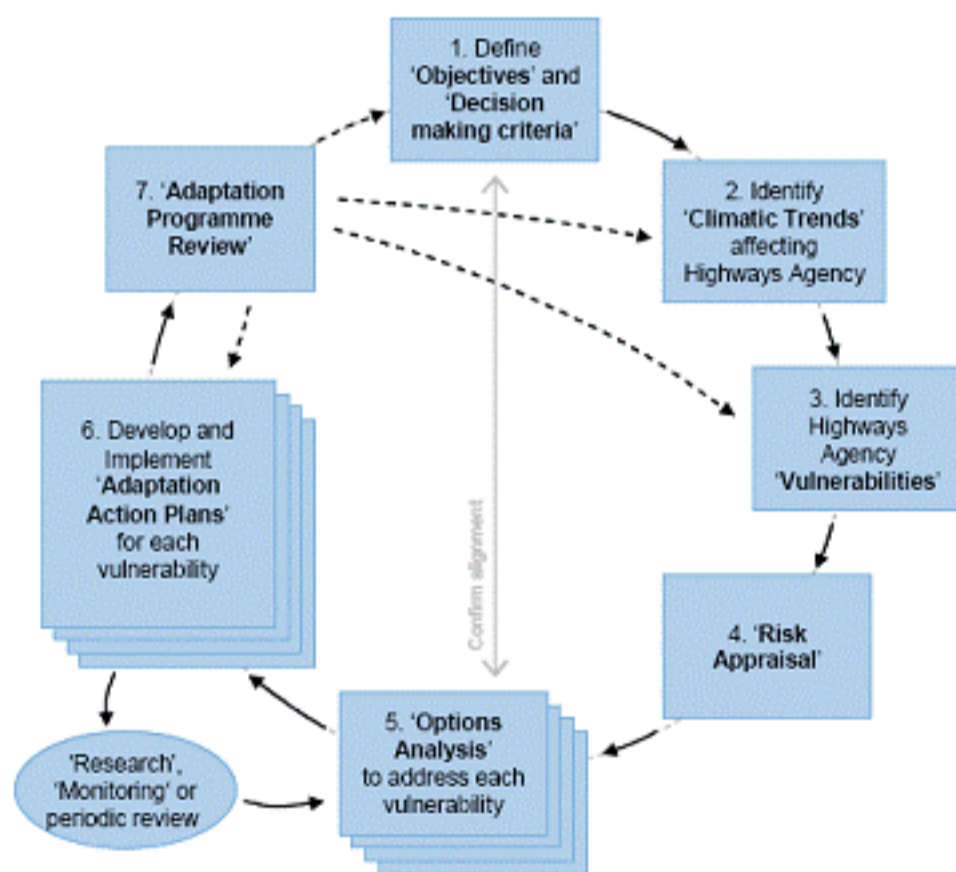 1. Define
'Objectives' and
'Decision
making criteria'
2. Identify
'Climatic Trends'
affecting
Highways Agency
3. Identify
Highways
Agency
'Vulnerabilities'
4. 'Risk
Appraisal'
5. 'Options
Analysis'
to address each
vulnerability
'Research',
'Monitoring' or
periodic review
6. Develop and
Implement
'Adaptation
Action Plans'
for each
vulnerability
7. 'Adaptation
Programme
Review'
Confirm alignment